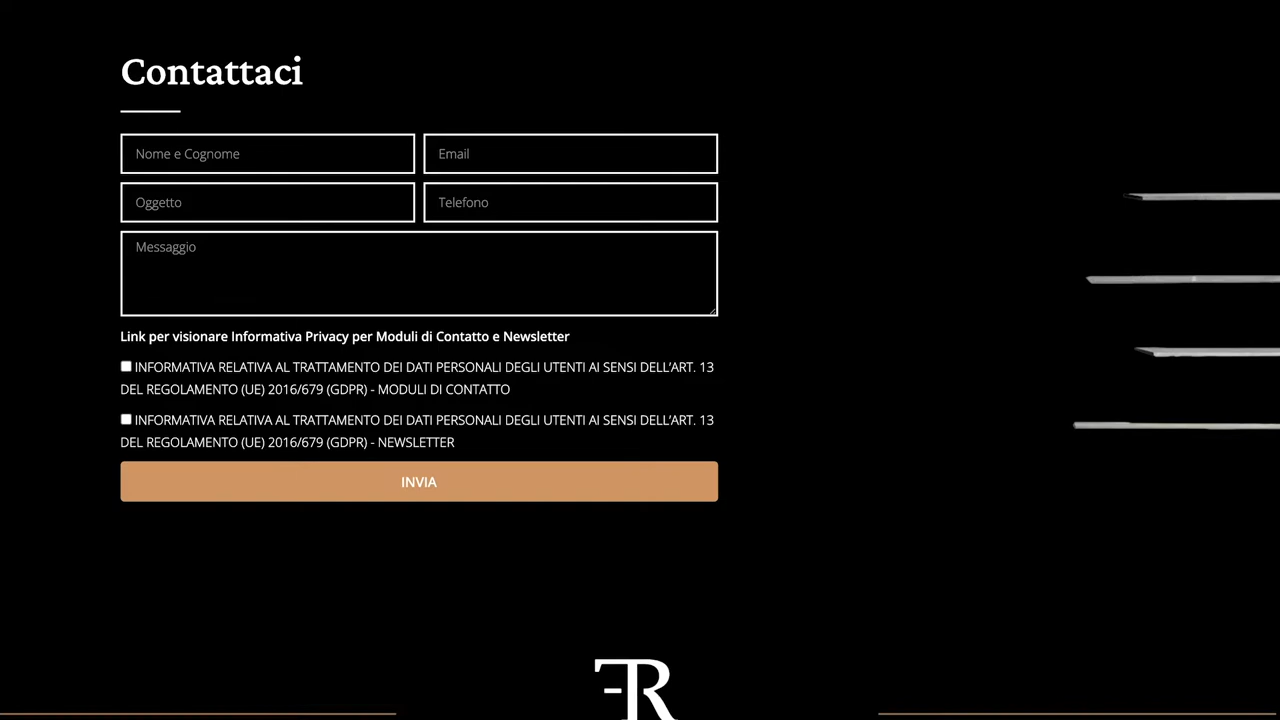 Contattaci
Nome e Cognome
Email
Oggetto
Telefono
Messaggio
Link per visionare Informativa Privacy per Moduli di Contatto e Newsletter
INFORMATIVA RELATIVA AL TRATTAMENTO DEI DATI PERSONALI DEGLI UTENTI AI SENSI DELL’ART. 13
DEL REGOLAMENTO (UE) 2016/679 (GDPR) - MODULI DI CONTATTO
INFORMATIVA RELATIVA AL TRATTAMENTO DEI DATI PERSONALI DEGLI UTENTI AI SENSI DELL’ART. 13
DEL REGOLAMENTO (UE) 2016/679 (GDPR) - NEWSLETTER
INVIA
FR